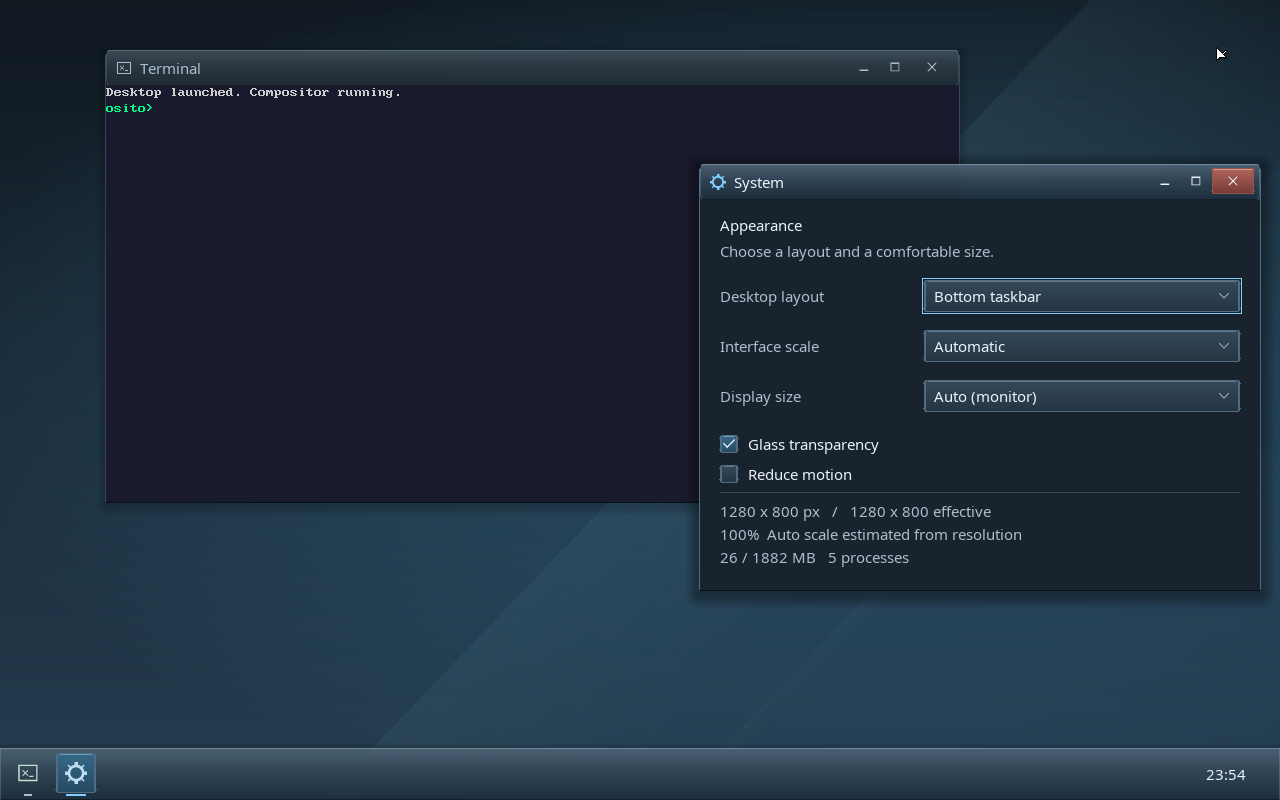 Terminal
Desktop launched. Compositor running.
osito>
System
Appearance
Choose a layout and a comfortable size.
Desktop layout Bottom taskbar
Interface scale Automatic
Display size Auto (monitor)
Glass transparency
Reduce motion
1280 x 800 px / 1280 x 800 effective
100% Auto scale estimated from resolution
26 / 1882 MB 5 processes
23:54